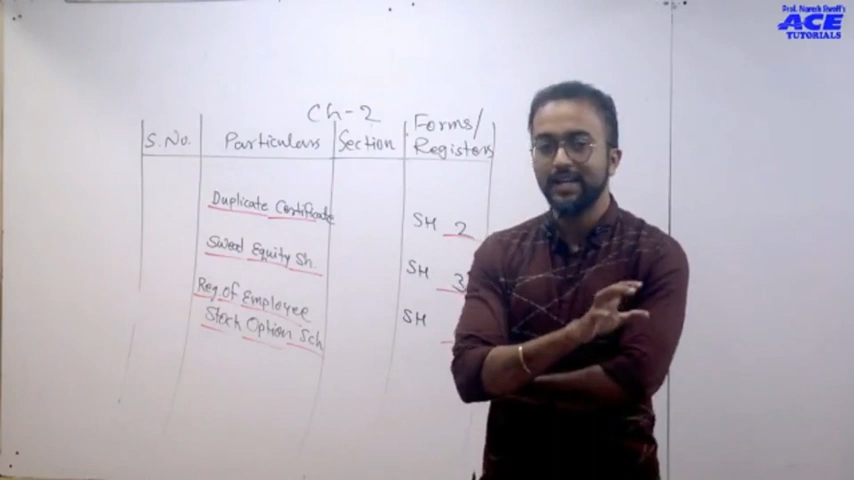 Prof. Naresh Shroff's
ACE
TUTORIALS
Ch-2
S.No. Particulars Section Forms/
Registers
Duplicate Certificate SH 2
Sweat Equity Sh. SH 3
Reg. of Employee SH
Stock Option Sch